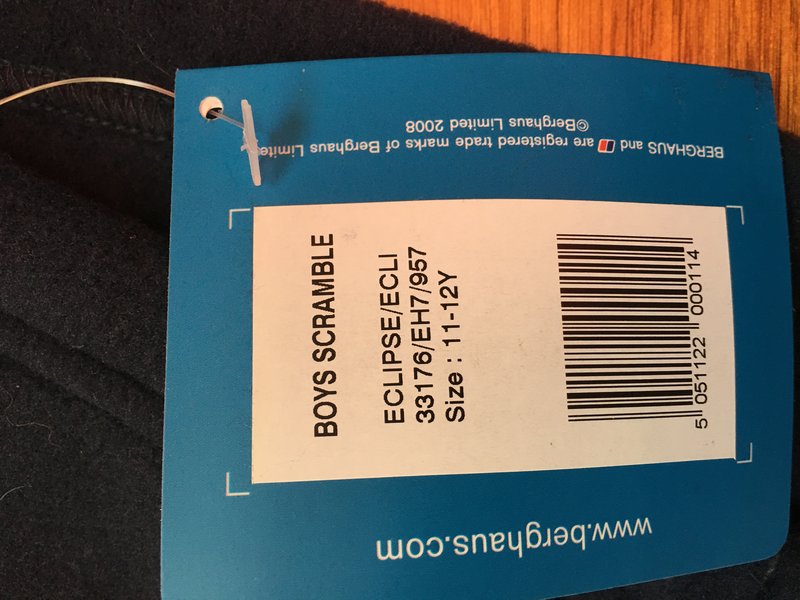 BERGHAUS and are registered trade marks of Berghaus Limited
©Berghaus Limited 2008
BOYS SCRAMBLE
ECLIPSE/ECLI
33176/EH7/957
Size : 11-12Y
5 051122 000114
www.berghaus.com